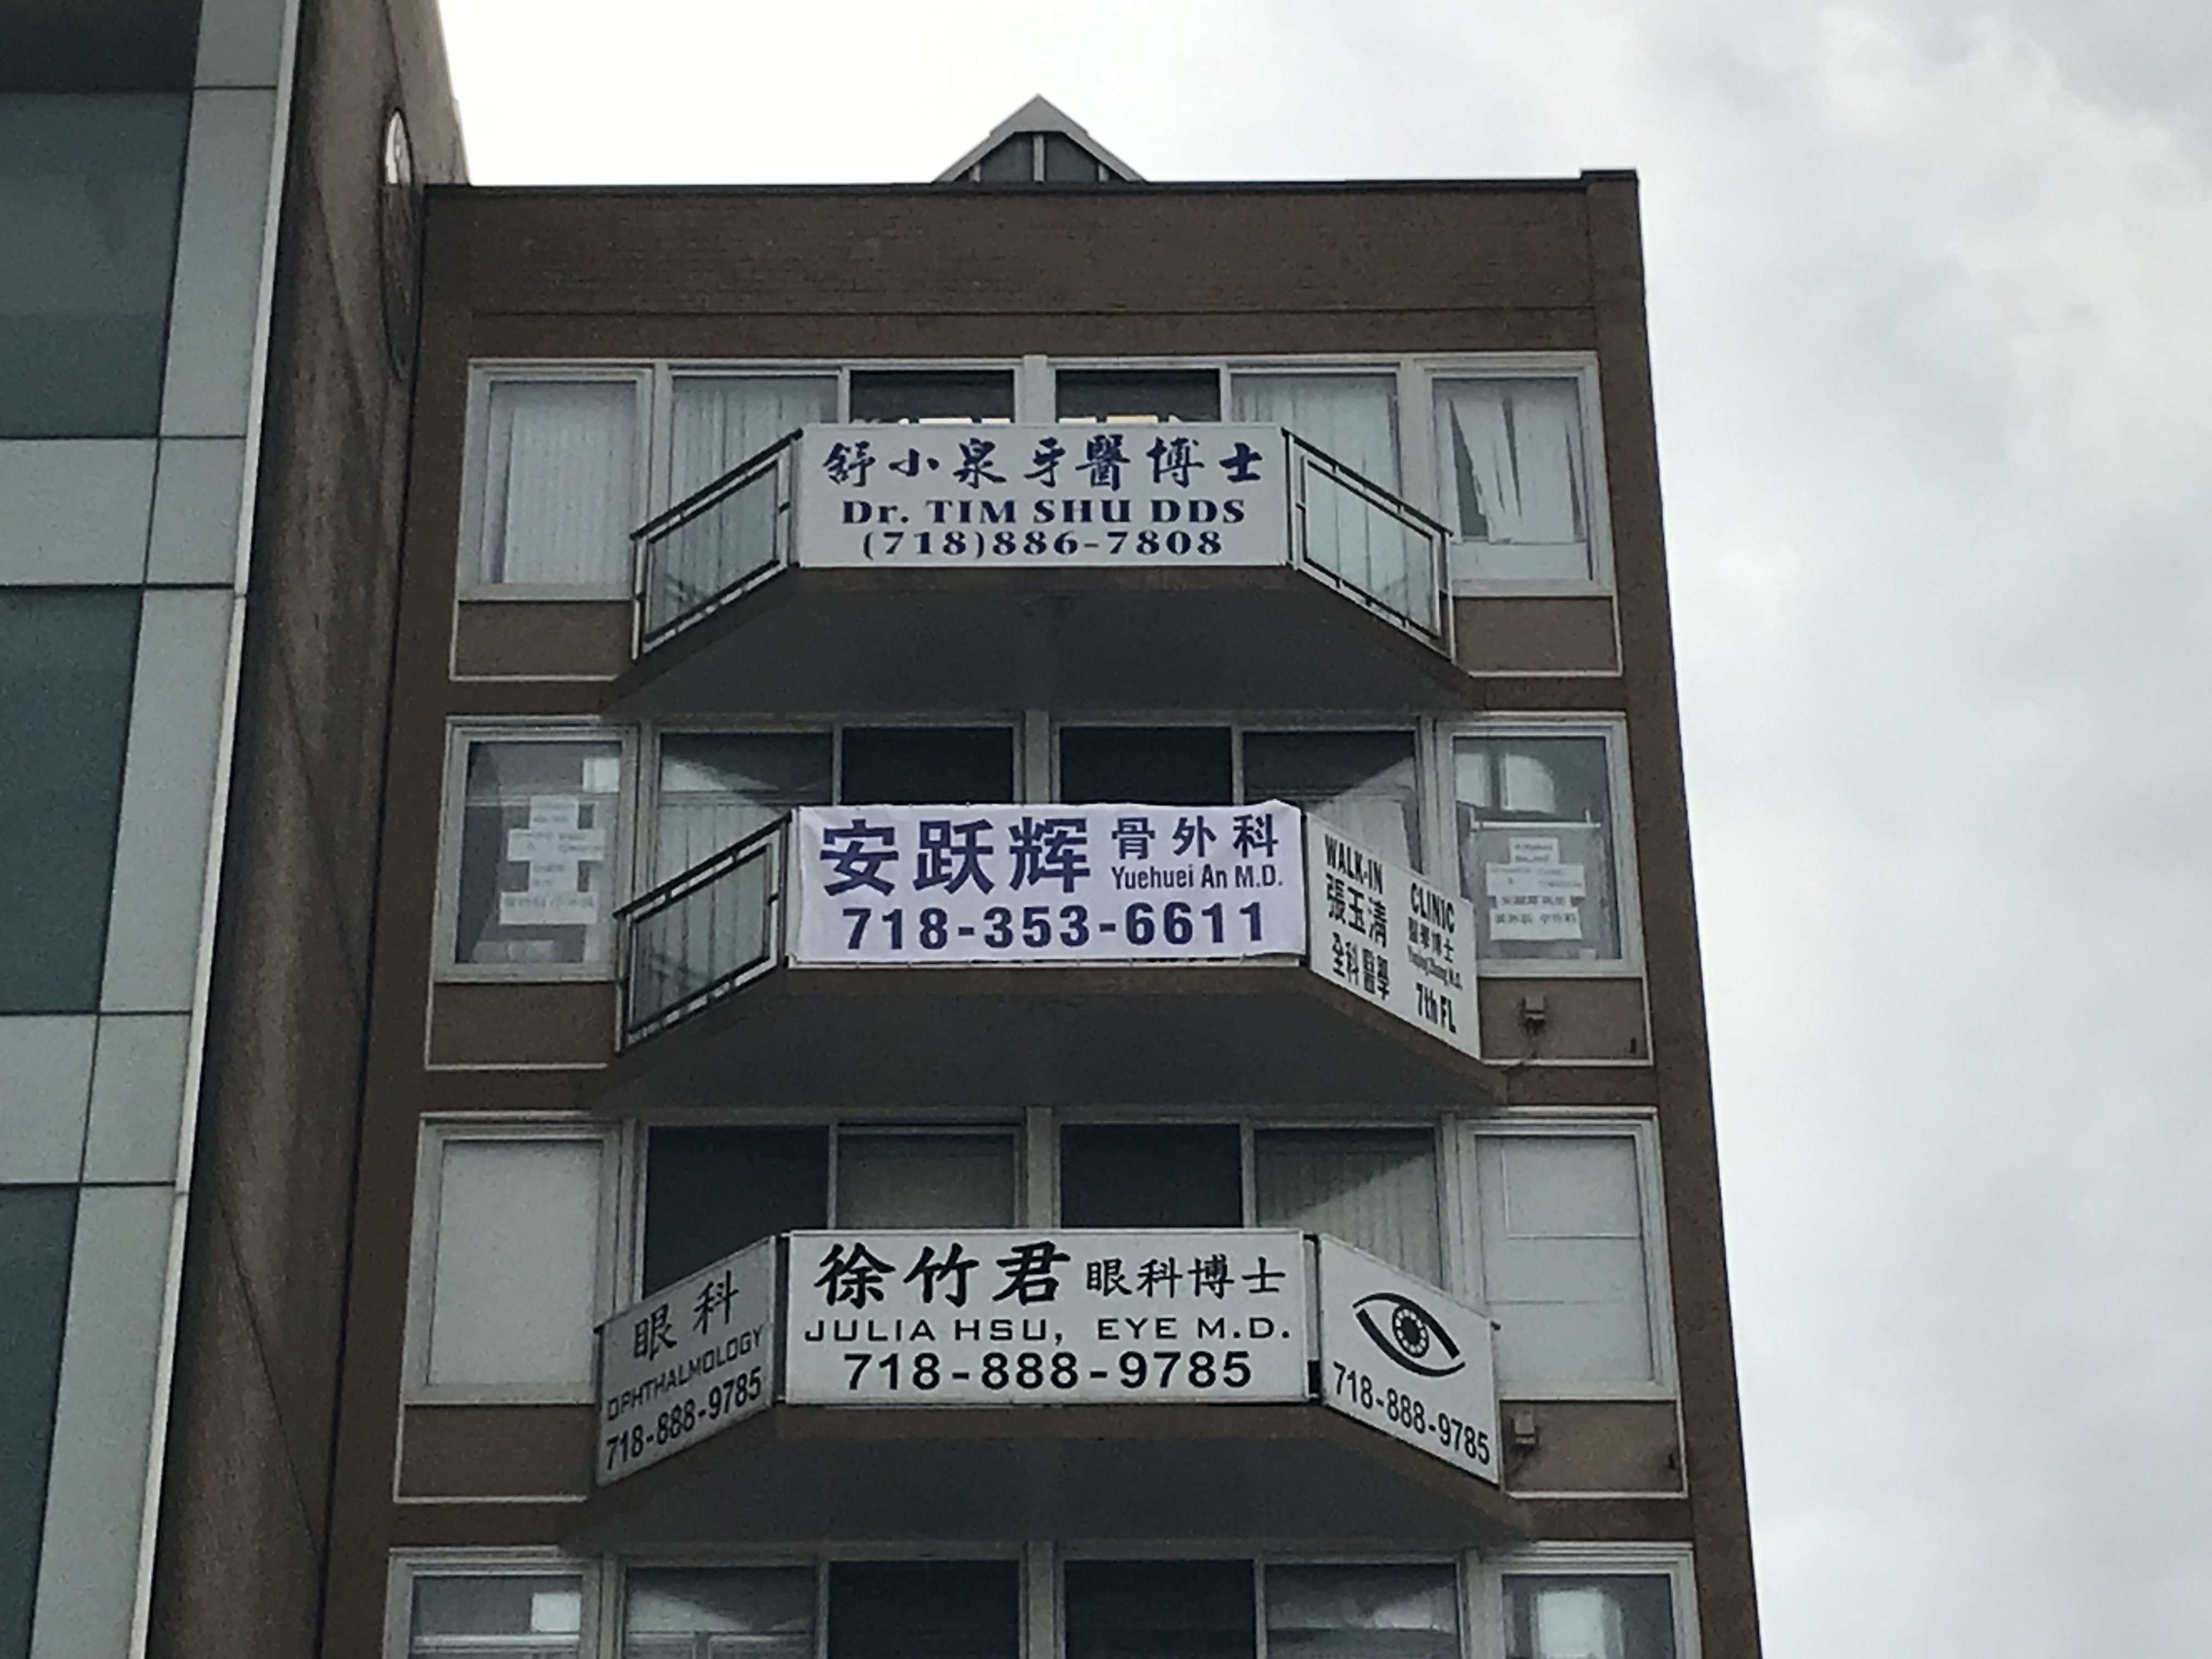 舒小泉牙醫博士
Dr. TIM SHU DDS
(718)886-7808
安跃辉 骨外科
Yuehuei An M.D.
718-353-6611
WALK-IN CLINIC
張玉清 醫學博士
全科醫學
7th FL
眼科
OPHTHALMOLOGY
718-888-9785
徐竹君 眼科博士
JULIA HSU, EYE M.D.
718-888-9785
718-888-9785